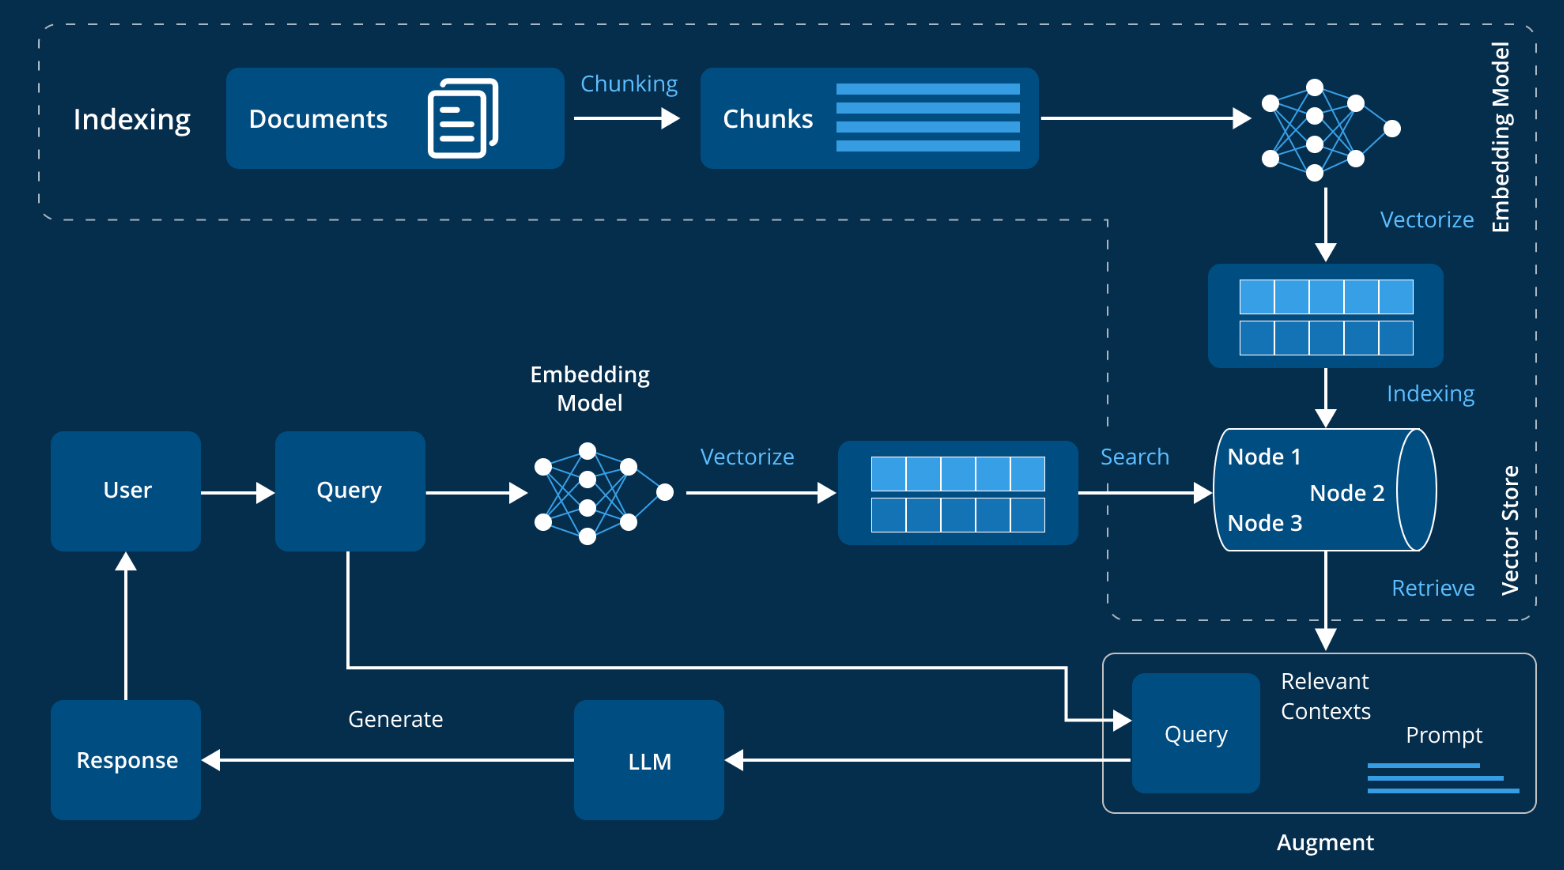 Indexing
Documents
Chunking
Chunks
Embedding Model
Vectorize
Indexing
Embedding
Model
User
Query
Vectorize
Search
Node 1
Node 2
Node 3
Vector Store
Retrieve
Response
Generate
LLM
Query
Relevant
Contexts
Prompt
Augment